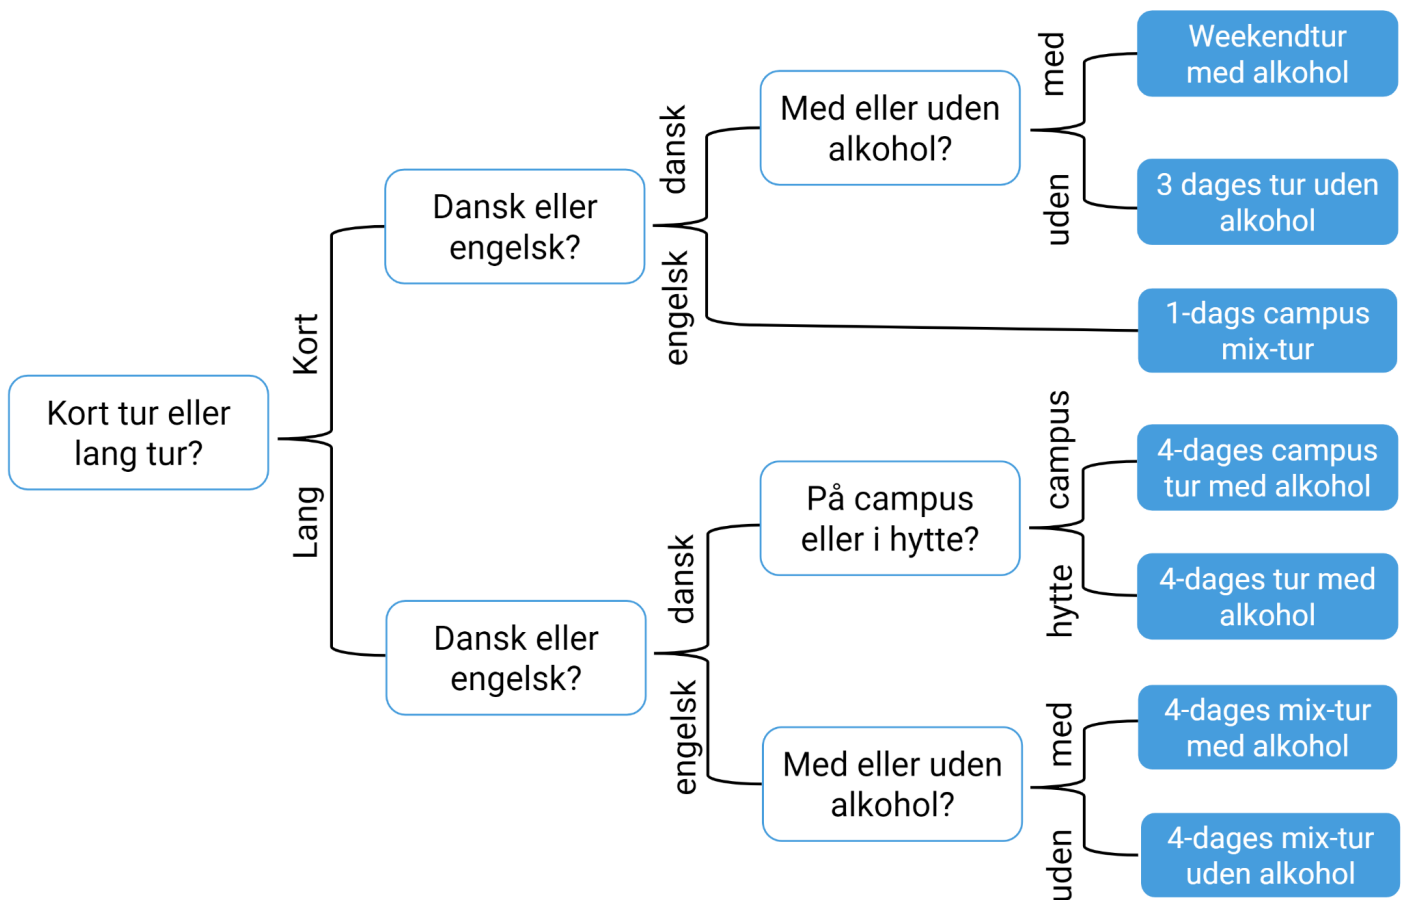 Kort tur eller
lang tur?
Kort
Lang
Dansk eller
engelsk?
dansk
engelsk
Med eller uden
alkohol?
med
uden
Weekendtur
med alkohol
3 dages tur uden
alkohol
1-dags campus
mix-tur
Dansk eller
engelsk?
dansk
engelsk
På campus
eller i hytte?
campus
hytte
4-dages campus
tur med alkohol
4-dages tur med
alkohol
Med eller uden
alkohol?
med
uden
4-dages mix-tur
med alkohol
4-dages mix-tur
uden alkohol